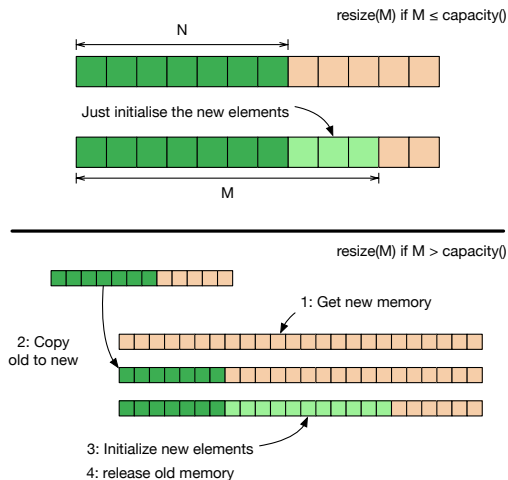 resize(M) if M ≤ capacity()
N
Just initialise the new elements
M
resize(M) if M > capacity()
1: Get new memory
2: Copy
old to new
3: Initialize new elements
4: release old memory